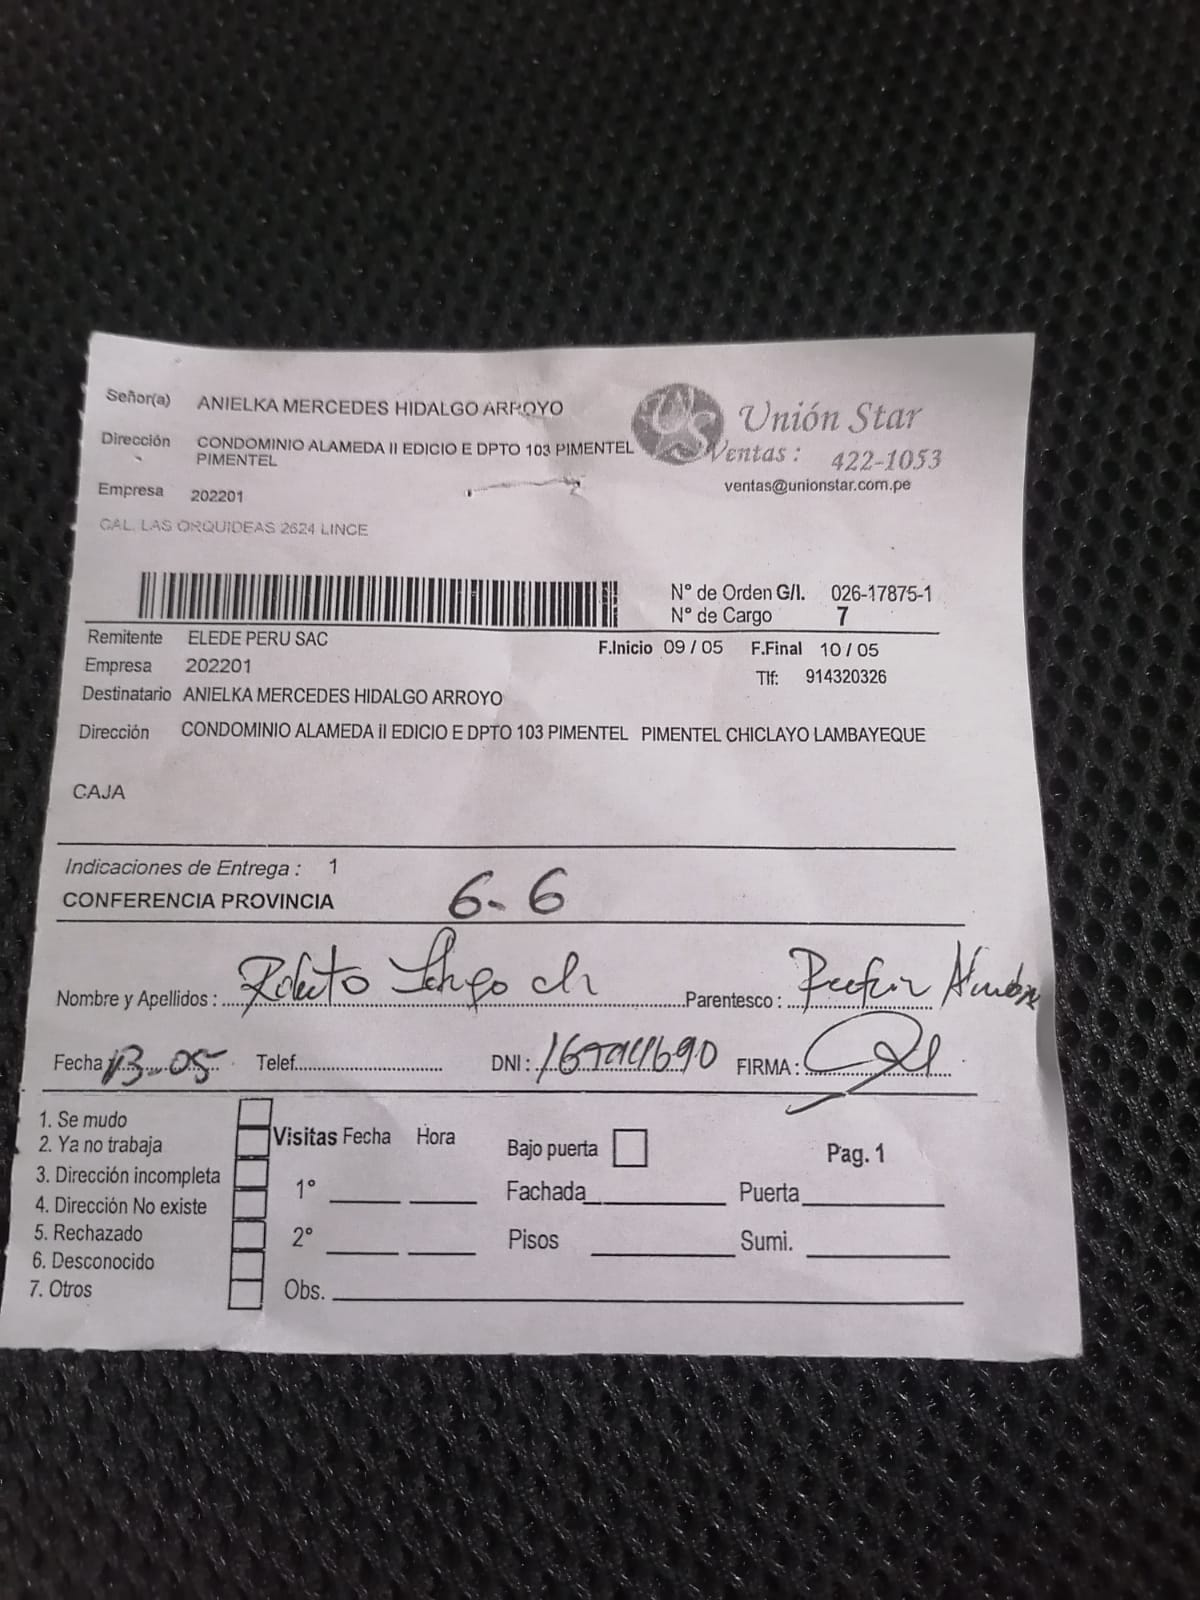 Señor(a) ANIELKA MERCEDES HIDALGO ARROYO
Dirección CONDOMINIO ALAMEDA II EDICIO E DPTO 103 PIMENTEL
PIMENTEL
Empresa 202201
CAL. LAS ORQUIDEAS 2624 LINCE
US
Unión Star
Ventas : 422-1053
ventas@unionstar.com.pe
N° de Orden G/I. 026-17875-1
N° de Cargo 7
Remitente ELEDE PERU SAC
F.Inicio 09 / 05 F.Final 10 / 05
Empresa 202201
Tlf: 914320326
Destinatario ANIELKA MERCEDES HIDALGO ARROYO
Dirección CONDOMINIO ALAMEDA II EDICIO E DPTO 103 PIMENTEL PIMENTEL CHICLAYO LAMBAYEQUE
CAJA
Indicaciones de Entrega : 1
CONFERENCIA PROVINCIA 6-6
Nombre y Apellidos : Roberto Parentesco :
Fecha 13-05 Telef. DNI : FIRMA :
1. Se mudo
2. Ya no trabaja
3. Dirección incompleta
4. Dirección No existe
5. Rechazado
6. Desconocido
7. Otros
Visitas Fecha Hora
1°
2°
Obs.
Bajo puerta
Pag. 1
Fachada Puerta
Pisos Sumi.